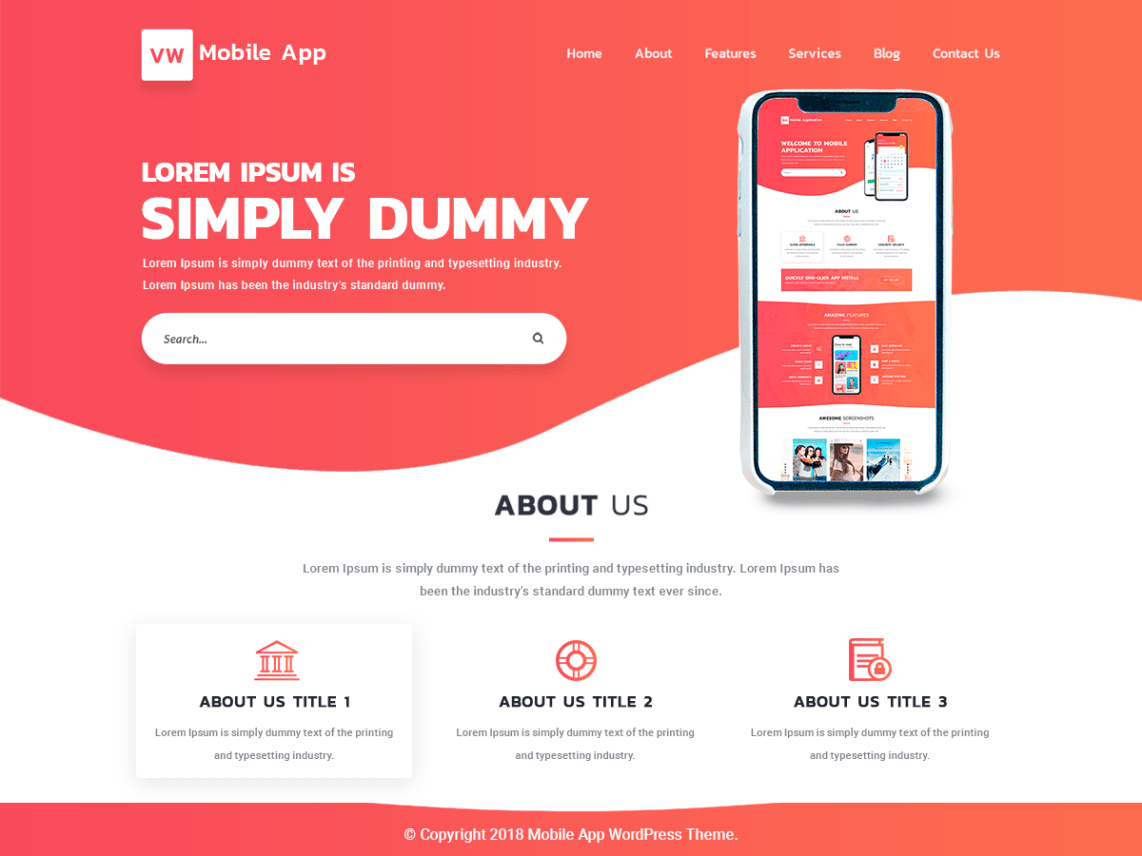 VW
Mobile App
Home
About
Features
Services
Blog
Contact Us
LOREM IPSUM IS
SIMPLY DUMMY
Lorem Ipsum is simply dummy text of the printing and typesetting industry.
Lorem Ipsum has been the industry's standard dummy.
Search...
WELCOME TO MOBILE
APPLICATION
ABOUT US
QUICKLY ONE-CLICK APP INSTALL
AMAZING FEATURES
AWESOME SCREENSHOTS
ABOUT US
Lorem Ipsum is simply dummy text of the printing and typesetting industry. Lorem Ipsum has
been the industry's standard dummy text ever since.
ABOUT US TITLE 1
Lorem Ipsum is simply dummy text of the printing
and typesetting industry.
ABOUT US TITLE 2
Lorem Ipsum is simply dummy text of the printing
and typesetting industry.
ABOUT US TITLE 3
Lorem Ipsum is simply dummy text of the printing
and typesetting industry.
© Copyright 2018 Mobile App WordPress Theme.